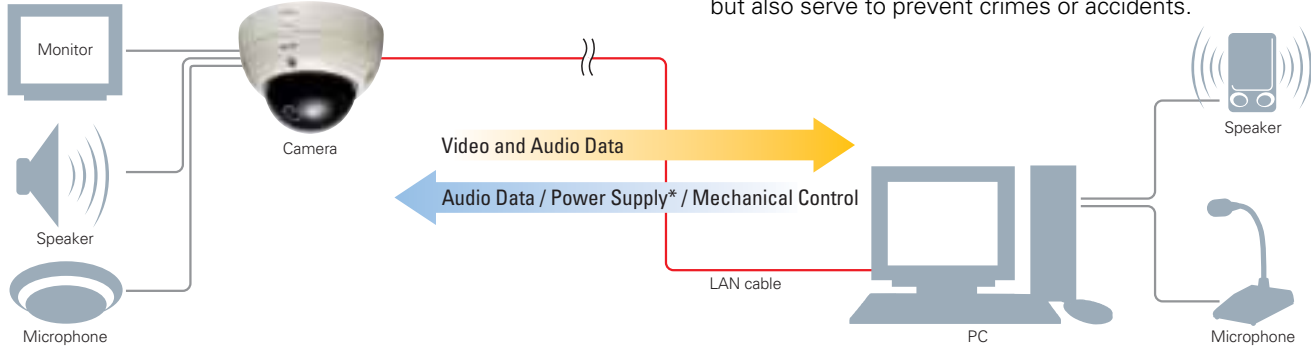 but also serve to prevent crimes or accidents.
Monitor
Camera
Speaker
Video and Audio Data
Audio Data / Power Supply* / Mechanical Control
Speaker
LAN cable
Microphone
PC
Microphone